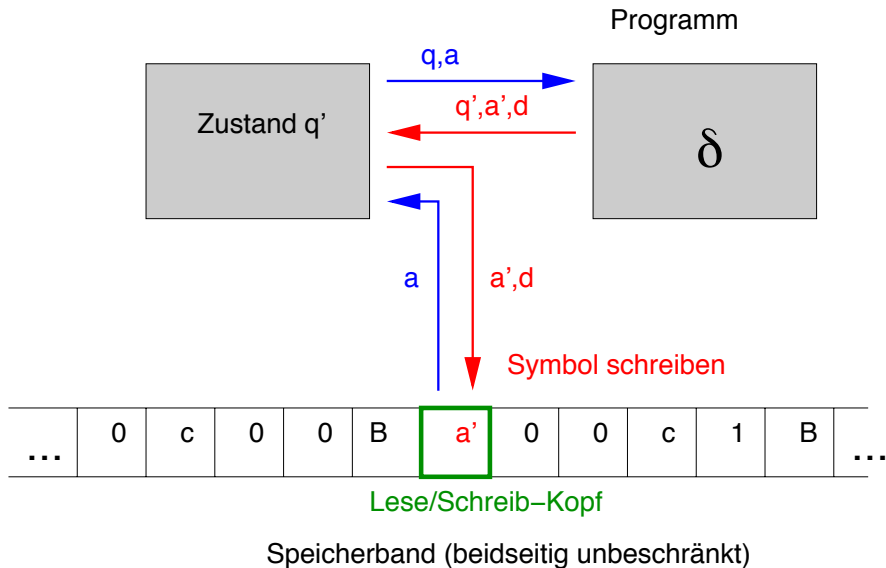 Programm
q,a
q’,a’,d
Zustand q’
δ
a
a’,d
Symbol schreiben
... 0 c 0 0 B a’ 0 0 c 1 B ...
Lese/Schreib–Kopf
Speicherband (beidseitig unbeschränkt)